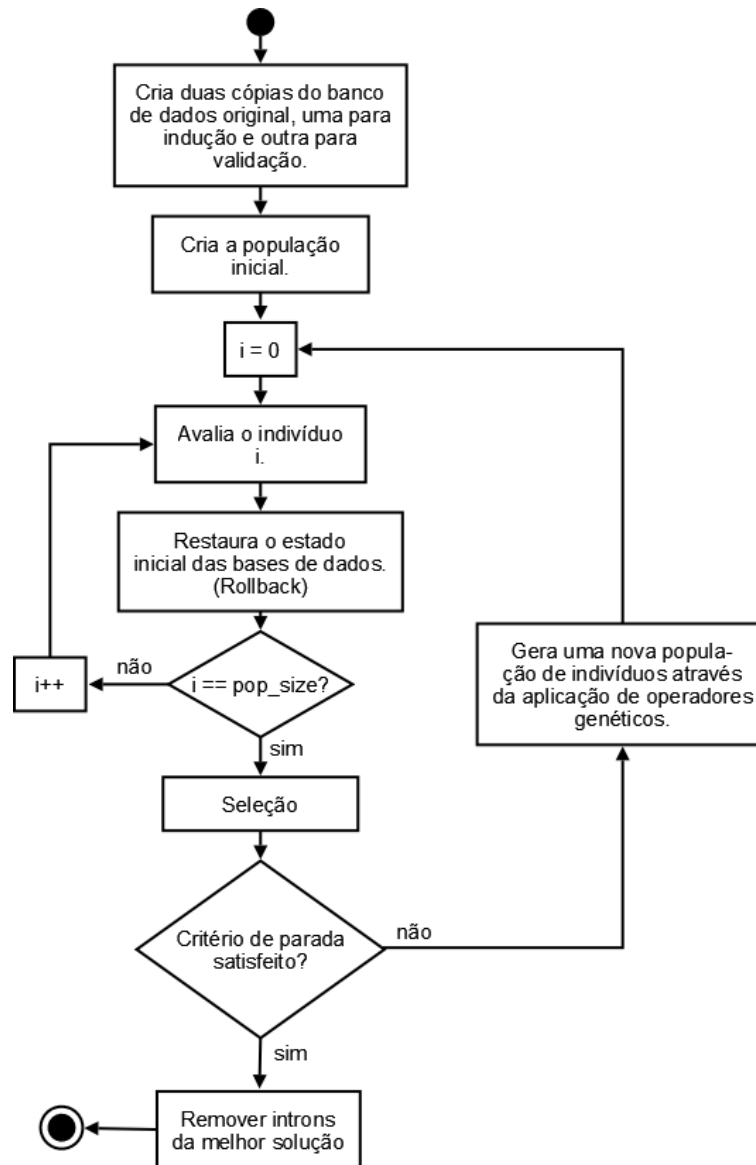 Cria duas cópias do banco
de dados original, uma para
indução e outra para
validação.
Cria a população
inicial.
i = 0
Avalia o indivíduo
i.
Restaura o estado
inicial das bases de dados.
(Rollback)
i == pop_size?
não
i++
sim
Seleção
Critério de parada
satisfeito?
não
Gera uma nova popula-
ção de indivíduos através
da aplicação de operadores
genéticos.
sim
Remover introns
da melhor solução